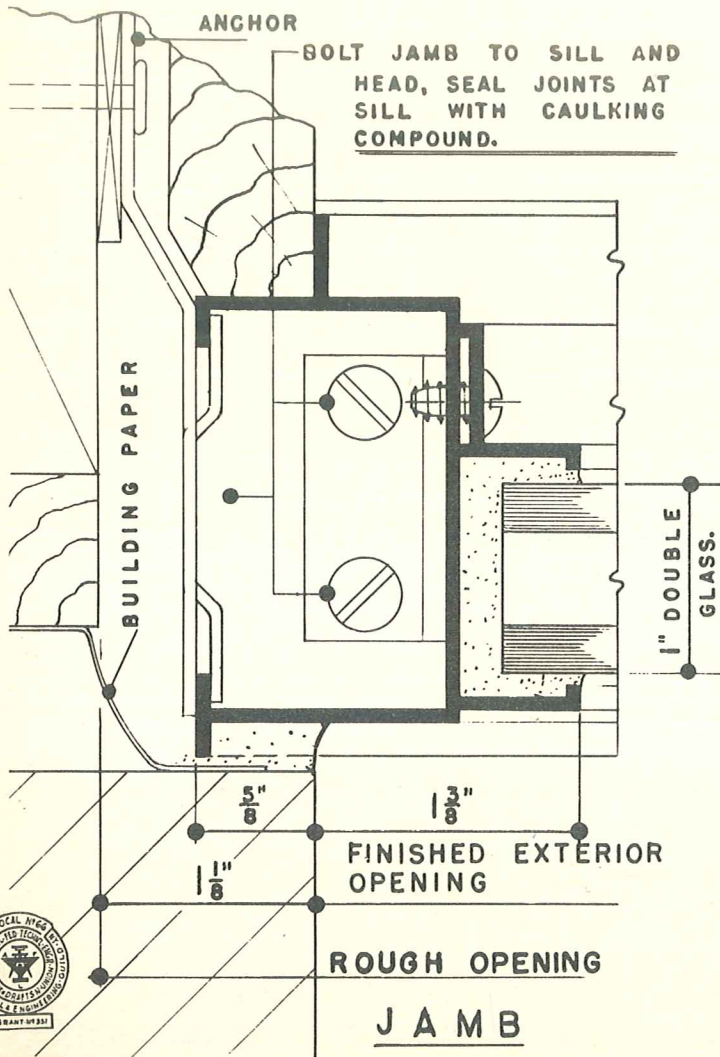 ANCHOR
BOLT JAMB TO SILL AND
HEAD, SEAL JOINTS AT
SILL WITH CAULKING
COMPOUND.
BUILDING PAPER
1" DOUBLE
GLASS.
5/8"
1 3/8"
FINISHED EXTERIOR
OPENING
1 1/8"
ROUGH OPENING
JAMB